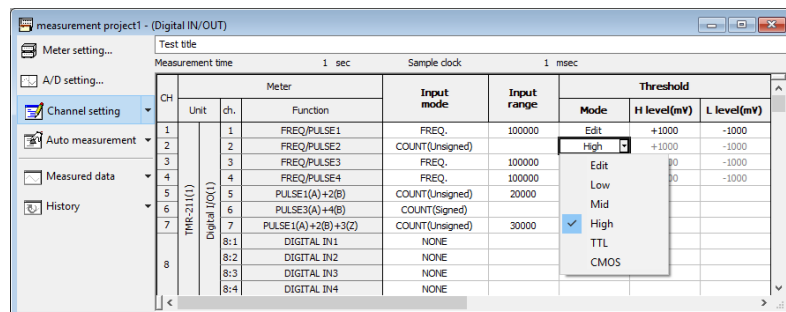 measurement project1 - (Digital IN/OUT)
Meter setting...
A/D setting...
Channel setting
Auto measurement
Measured data
History
Test title
Measurement time 1 sec Sample clock 1 msec
CH Meter Input mode Input range Threshold
Unit ch. Function Mode H level(mV) L level(mV)
TMR-211(1)
Digital I/O(1)
1 1 FREQ/PULSE1 FREQ. 100000 Edit +1000 -1000
2 2 FREQ/PULSE2 COUNT(Unsigned) High +1000 -1000
3 3 FREQ/PULSE3 FREQ. 100000 -1000
4 4 FREQ/PULSE4 FREQ. 100000 -1000
5 5 PULSE1(A)+2(B) COUNT(Unsigned) 20000
6 6 PULSE3(A)+4(B) COUNT(Signed)
7 7 PULSE1(A)+2(B)+3(Z) COUNT(Unsigned) 30000
8 8:1 DIGITAL IN1 NONE
8:2 DIGITAL IN2 NONE
8:3 DIGITAL IN3 NONE
8:4 DIGITAL IN4 NONE
Edit
Low
Mid
High
TTL
CMOS